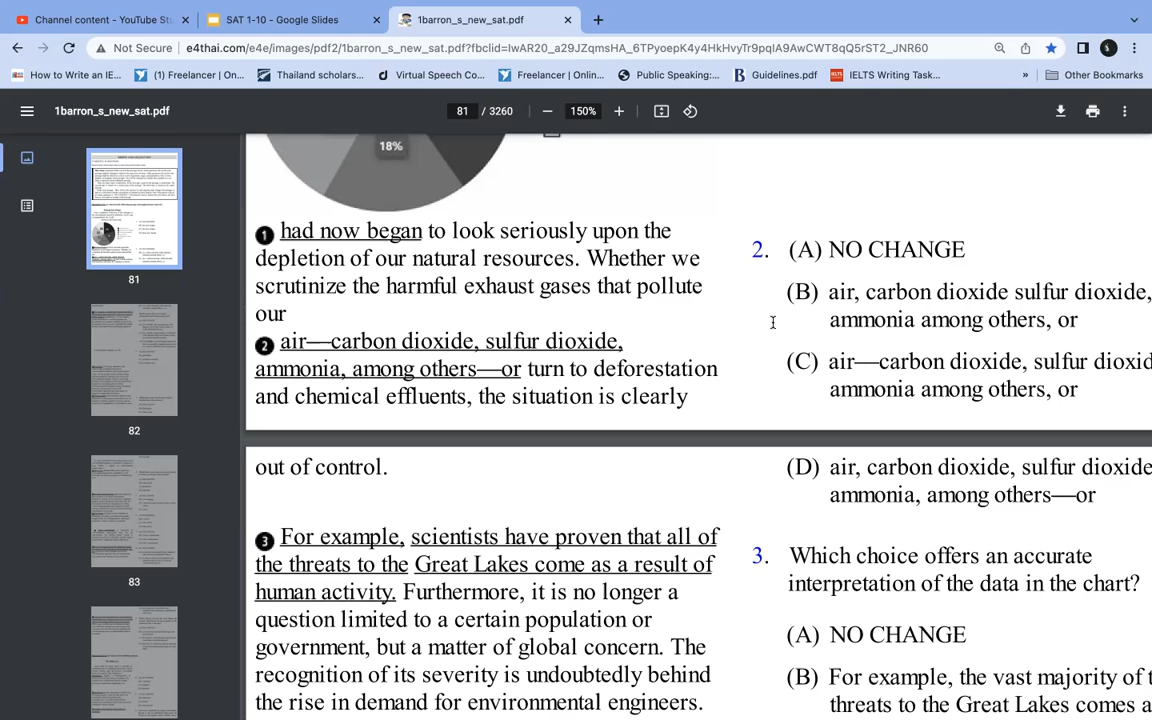 Channel content - YouTube Stu
SAT 1-10 - Google Slides
1barron_s_new_sat.pdf
Not Secure
e4thai.com/e4e/images/pdf2/1barron_s_new_sat.pdf?fbclid=IwAR20_a29JZqmsHA_6TPyoepK4y4HkHvyTr9pqIA9AwCWT8qQ5rST2_JNR60
How to Write an IE...
(1) Freelancer | On...
Thailand scholars...
Virtual Speech Co...
Freelancer | Onlin...
Public Speaking:...
Guidelines.pdf
IELTS Writing Task...
»
Other Bookmarks
1barron_s_new_sat.pdf
81 / 3260
150%
81
82
83
18%
1 had now began to look seriously upon the
depletion of our natural resources. Whether we
scrutinize the harmful exhaust gases that pollute
our
2 air—carbon dioxide, sulfur dioxide,
ammonia, among others—or turn to deforestation
and chemical effluents, the situation is clearly
out of control.
3 For example, scientists have proven that all of
the threats to the Great Lakes come as a result of
human activity. Furthermore, it is no longer a
question limited to a certain population or
government, but a matter of global concern. The
recognition of its severity is undoubtedly behind
the rise in demand for environmental engineers.
2. (A) NO CHANGE
(B) air, carbon dioxide sulfur dioxide,
ammonia among others, or
(C) air—carbon dioxide, sulfur dioxid
ammonia among others, or
(D) air, carbon dioxide, sulfur dioxide
ammonia, among others—or
3. Which choice offers an accurate
interpretation of the data in the chart?
(A) NO CHANGE
(B) For example, the vast majority of t
threats to the Great Lakes comes a